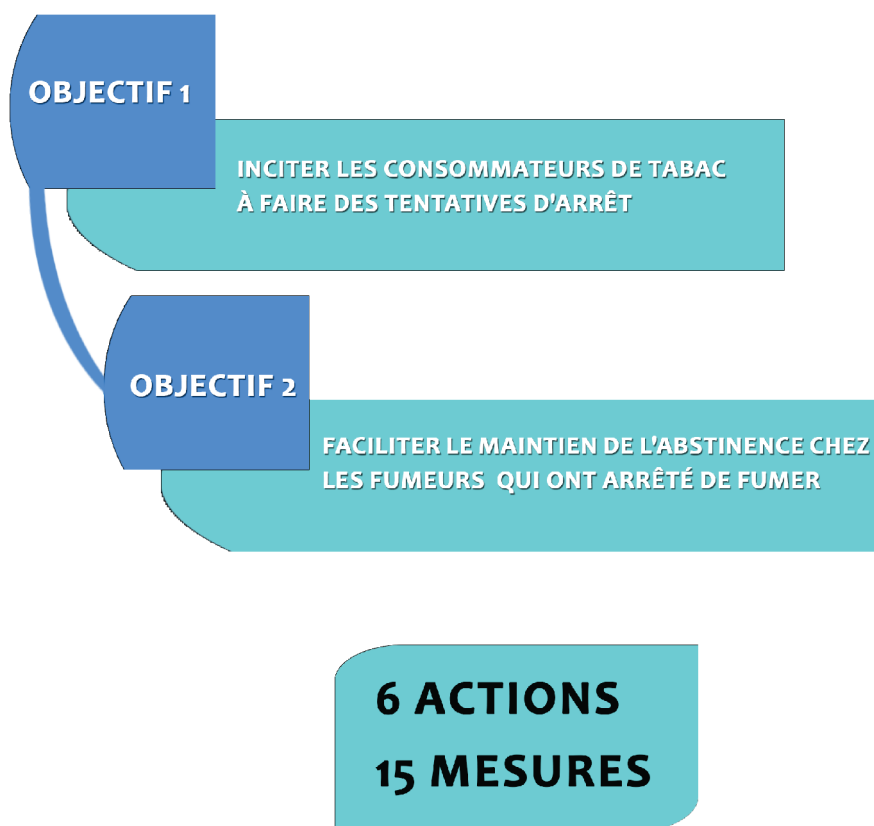 OBJECTIF 1
INCITER LES CONSOMMATEURS DE TABAC
À FAIRE DES TENTATIVES D'ARRÊT
OBJECTIF 2
FACILITER LE MAINTIEN DE L'ABSTINENCE CHEZ
LES FUMEURS QUI ONT ARRÊTÉ DE FUMER
6 ACTIONS
15 MESURES